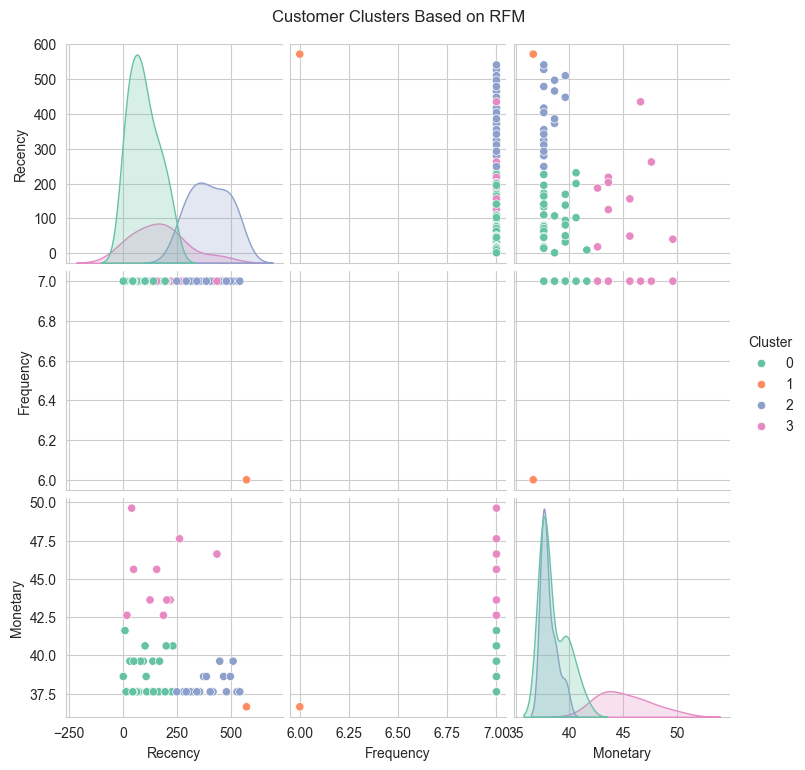 Customer Clusters Based on RFM
600
500
400
300
200
100
0
Recency
7.0
6.8
6.6
6.4
6.2
6.0
Frequency
Cluster
0
1
2
3
50.0
47.5
45.0
42.5
40.0
37.5
Monetary
−250 0 250 500
6.00 6.25 6.50 6.75 7.00
35 40 45 50
Recency Frequency Monetary